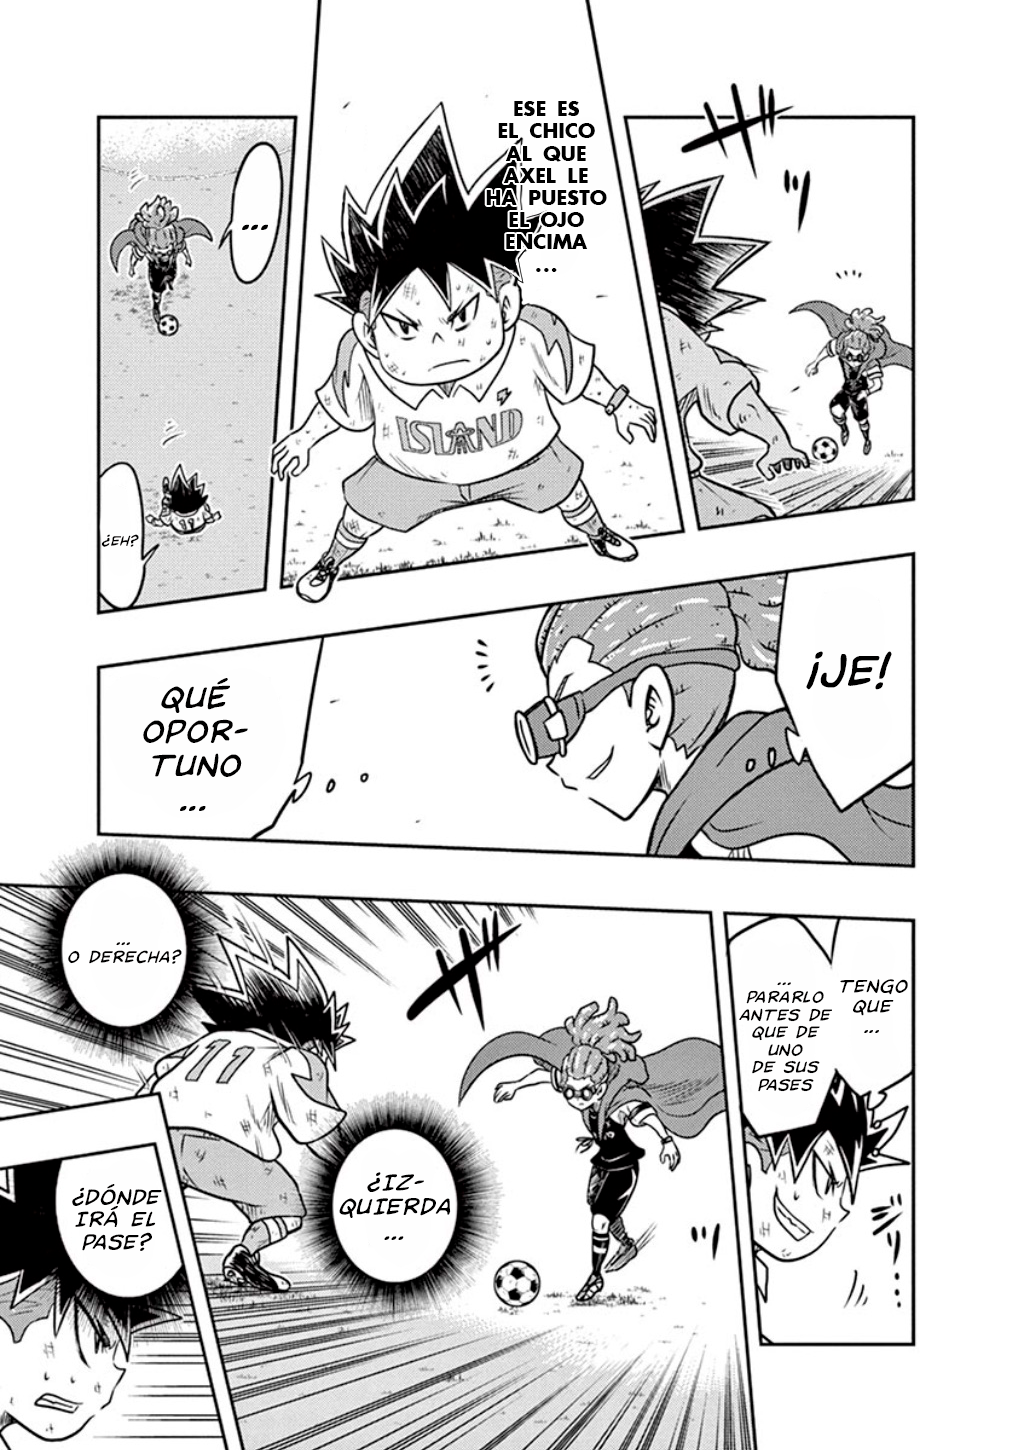 ESE ES
EL CHICO
AL QUE
AXEL LE
HA PUESTO
EL OJO
ENCIMA
...
ISLAND
...
¿EH?
11
¡JE!
QUÉ
OPOR-
TUNO
...
TENGO
QUE
...
...
PARARLO
ANTES DE
QUE DE
UNO
DE SUS
PASES
¿IZ-
QUIERDA
...
...
O DERECHA?
11
¿DÓNDE
IRÁ EL
PASE?